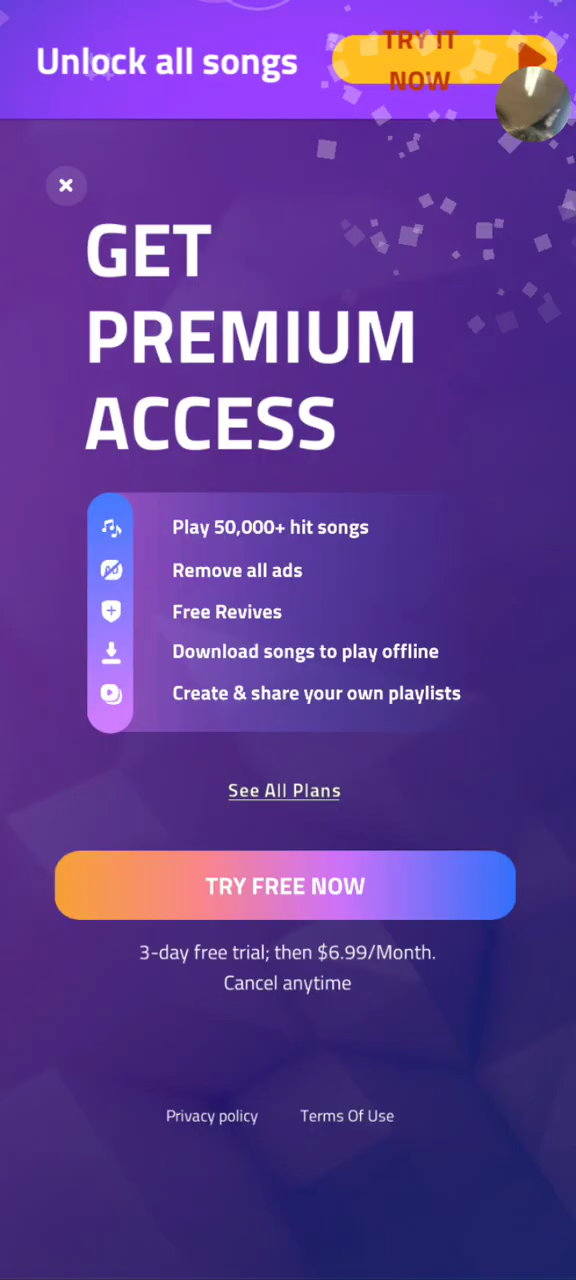 Unlock all songs
TRY IT
NOW
GET
PREMIUM
ACCESS
Play 50,000+ hit songs
Remove all ads
Free Revives
Download songs to play offline
Create & share your own playlists
See All Plans
TRY FREE NOW
3-day free trial; then $6.99/Month.
Cancel anytime
Privacy policy
Terms Of Use